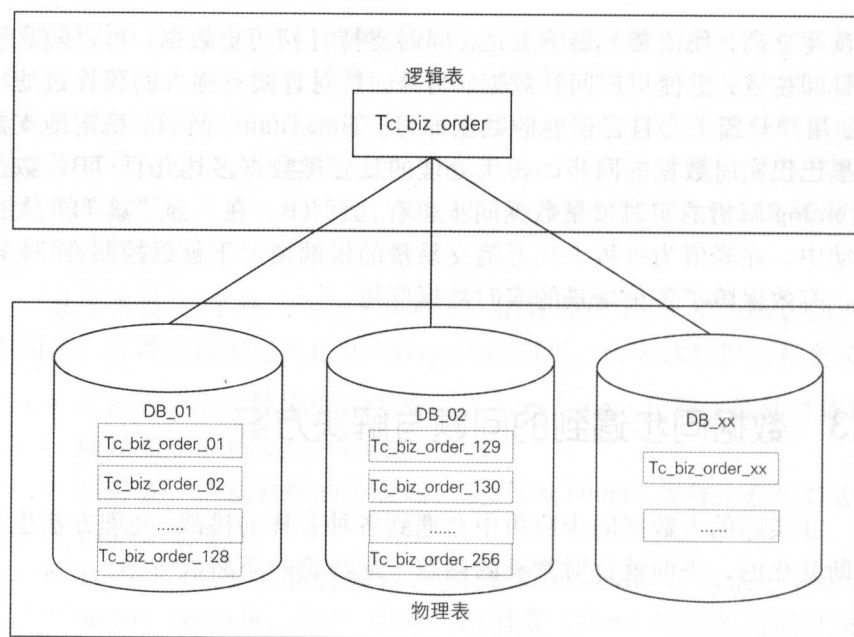 逻辑表
Tc_biz_order
DB_01
Tc_biz_order_01
Tc_biz_order_02
......
Tc_biz_order_128
DB_02
Tc_biz_order_129
Tc_biz_order_130
......
Tc_biz_order_256
DB_xx
Tc_biz_order_xx
......
物理表